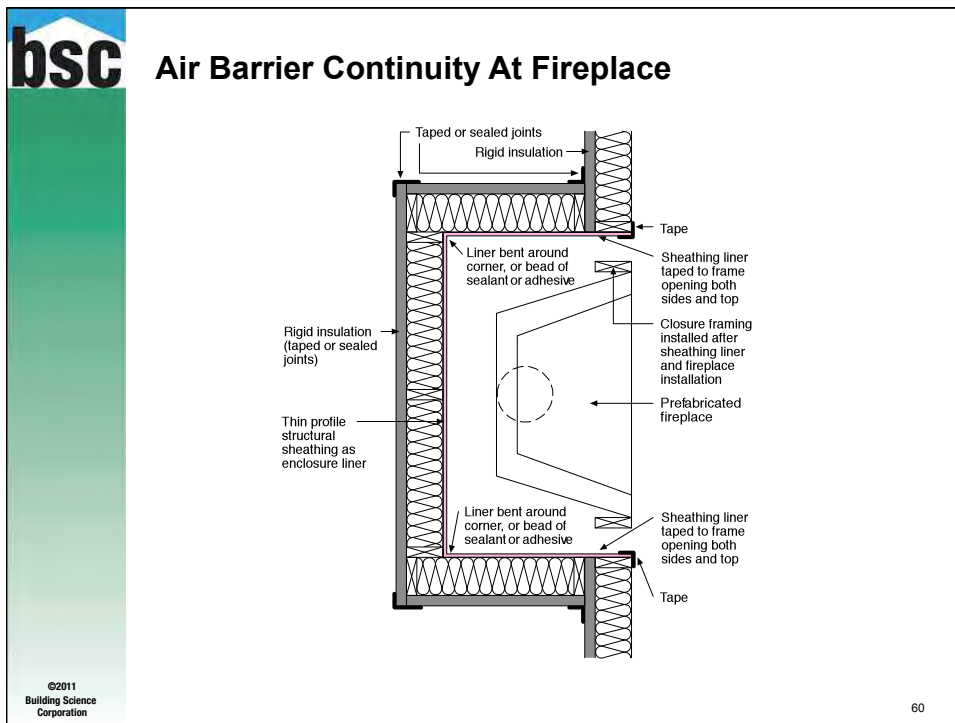 bsc
Air Barrier Continuity At Fireplace
Taped or sealed joints
Rigid insulation
Tape
Liner bent around
corner, or bead of
sealant or adhesive
Sheathing liner
taped to frame
opening both
sides and top
Rigid insulation
(taped or sealed
joints)
Closure framing
installed after
sheathing liner
and fireplace
installation
Prefabricated
fireplace
Thin profile
structural
sheathing as
enclosure liner
Liner bent around
corner, or bead of
sealant or adhesive
Sheathing liner
taped to frame
opening both
sides and top
Tape
©2011
Building Science
Corporation
60